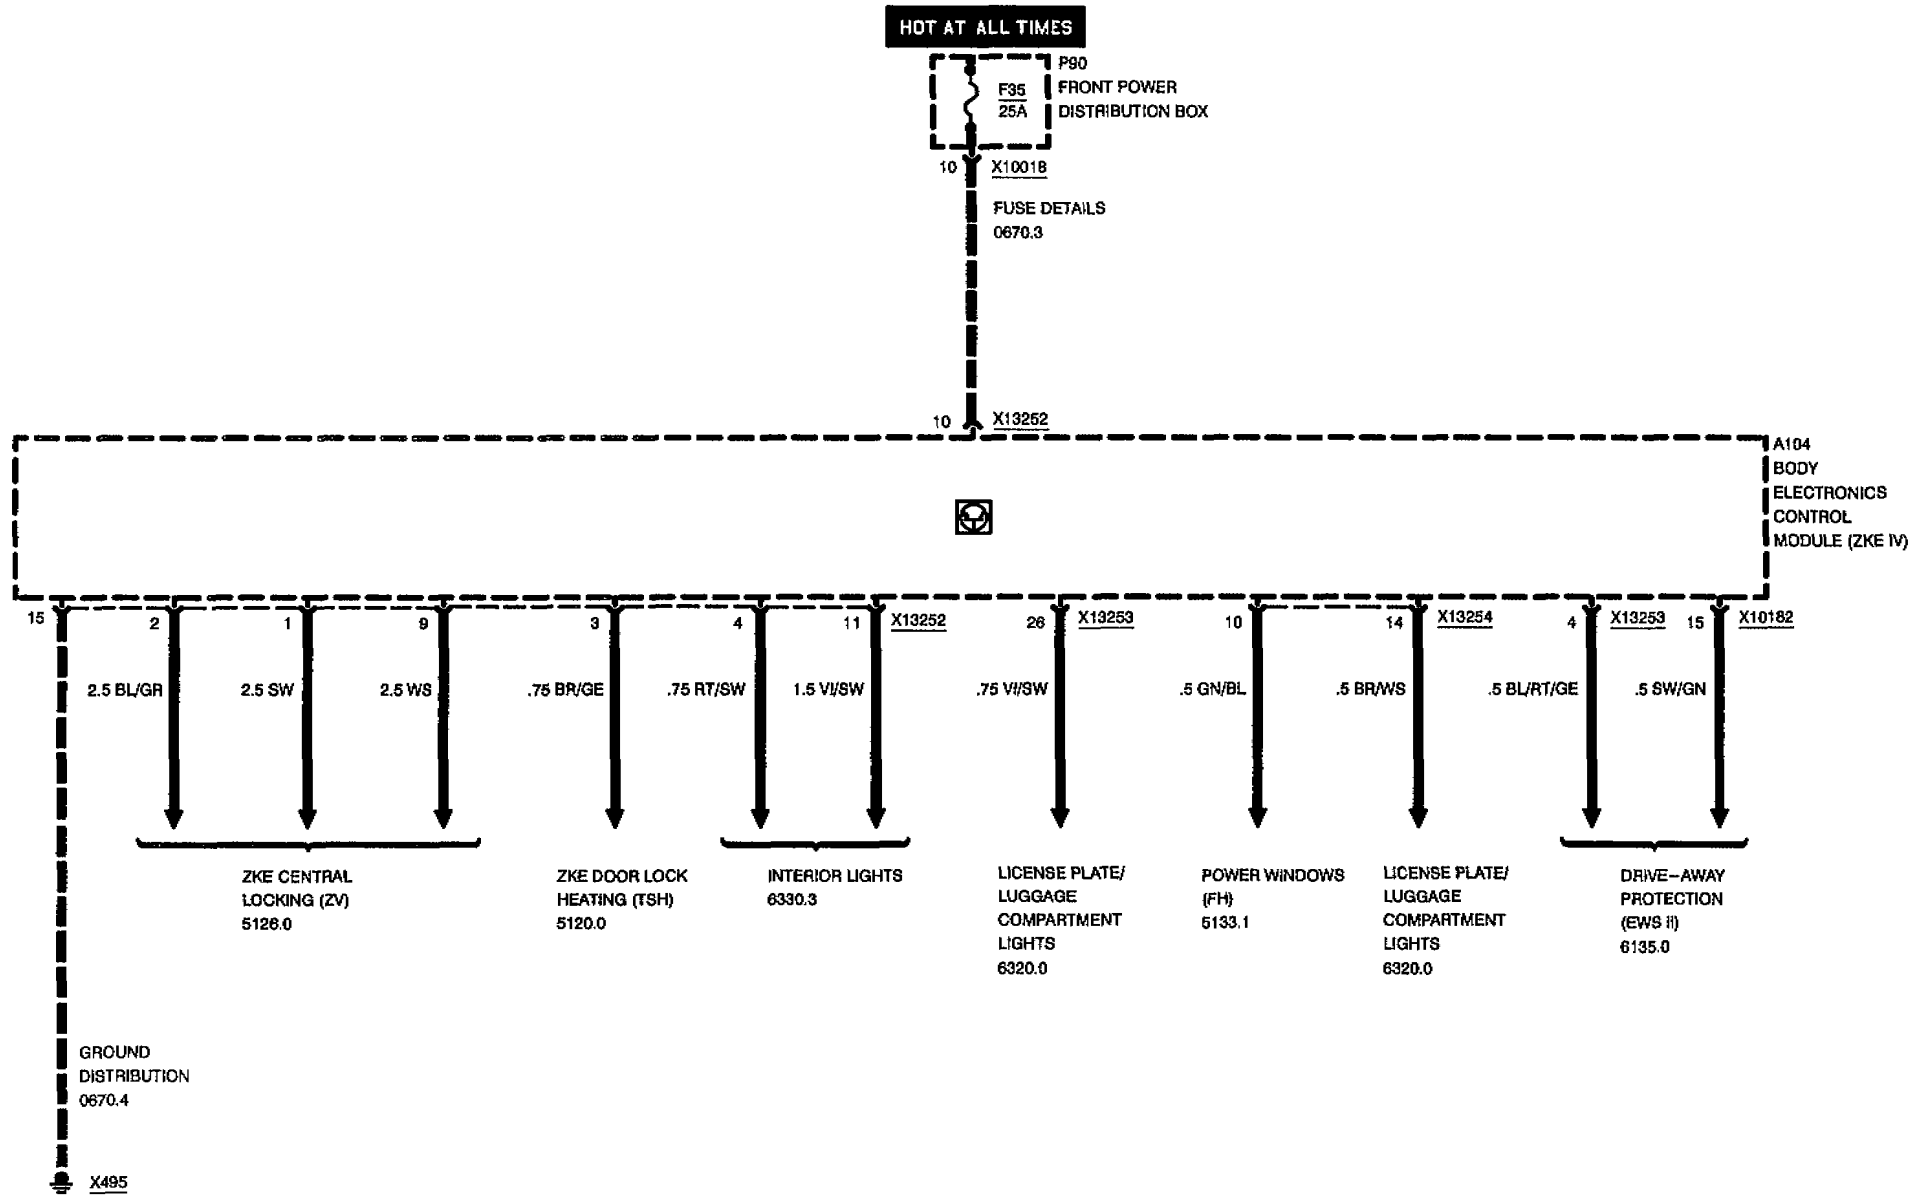 HOT AT ALL TIMES
P90
FRONT POWER
DISTRIBUTION BOX
F35
25A
10 X10018
FUSE DETAILS
0670.3
10 X13252
A104
BODY
ELECTRONICS
CONTROL
MODULE (ZKE IV)
15 2 1 9 3 4 11 X13252 26 X13253 10 14 X13254 4 X13253 15 X10182
2.5 BL/GR 2.5 SW 2.5 WS .75 BR/GE .75 RT/SW 1.5 VI/SW .75 VI/SW .5 GN/BL .5 BR/WS .5 BL/RT/GE .5 SW/GN
ZKE CENTRAL
LOCKING (ZV)
5126.0
ZKE DOOR LOCK
HEATING (TSH)
5120.0
INTERIOR LIGHTS
6330.3
LICENSE PLATE/
LUGGAGE
COMPARTMENT
LIGHTS
6320.0
POWER WINDOWS
(FH)
5133.1
LICENSE PLATE/
LUGGAGE
COMPARTMENT
LIGHTS
6320.0
DRIVE-AWAY
PROTECTION
(EWS II)
6135.0
GROUND
DISTRIBUTION
0670.4
X495